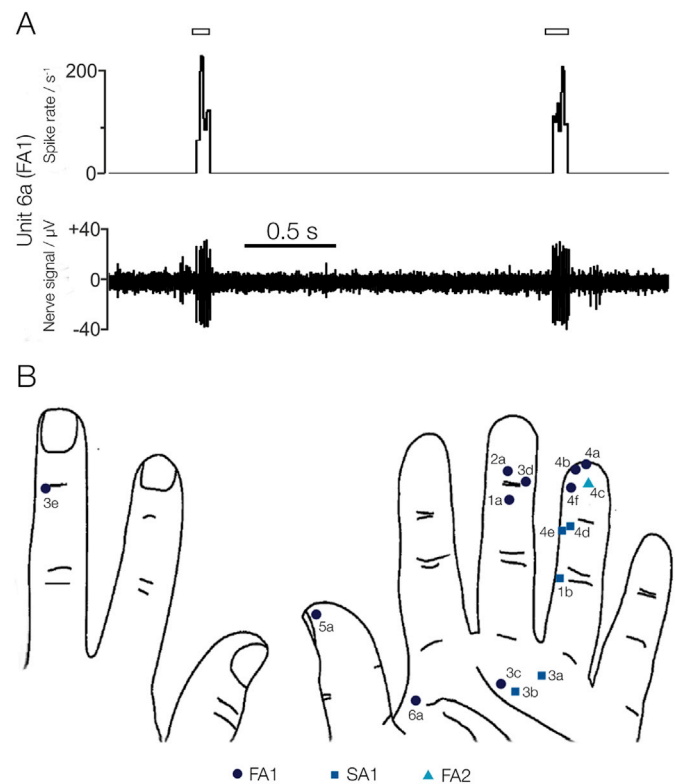 A
200
0
Spike rate / s⁻¹
Unit 6a (FA1)
0.5 s
+40
0
-40
Nerve signal / µV
B
3e
2a
3d
1a
4b
4a
4f
4c
4e
4d
1b
5a
3c
3a
3b
6a
FA1 SA1 FA2